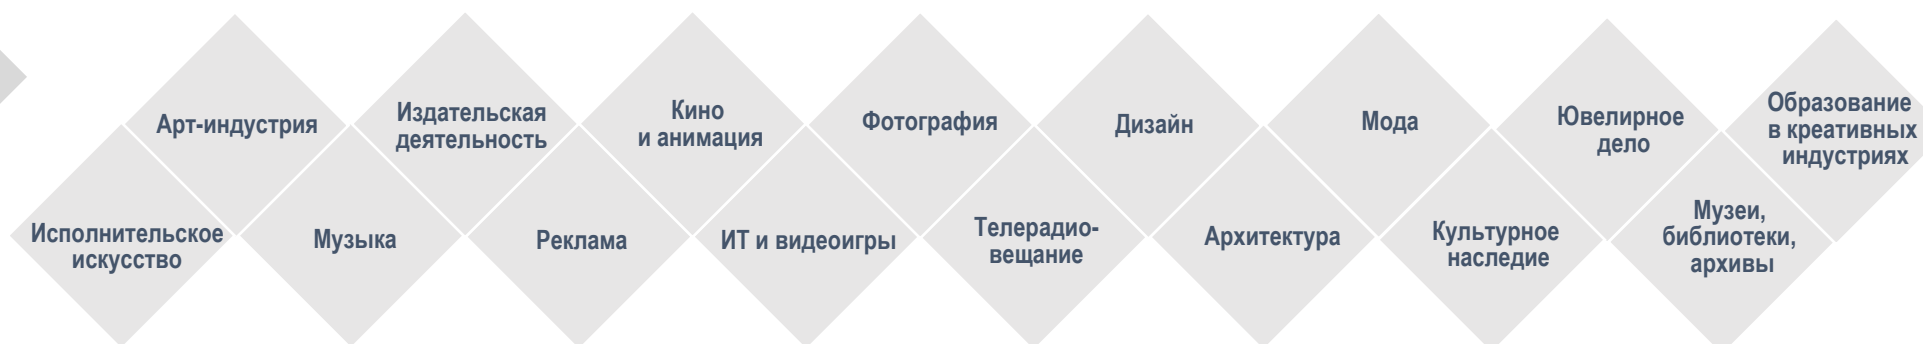 Арт-индустрия
Издательская
деятельность
Кино
и анимация
Фотография
Дизайн
Мода
Ювелирное
дело
Образование
в креативных
индустриях
Исполнительское
искусство
Музыка
Реклама
ИТ и видеоигры
Телерадио-
вещание
Архитектура
Культурное
наследие
Музеи,
библиотеки,
архивы